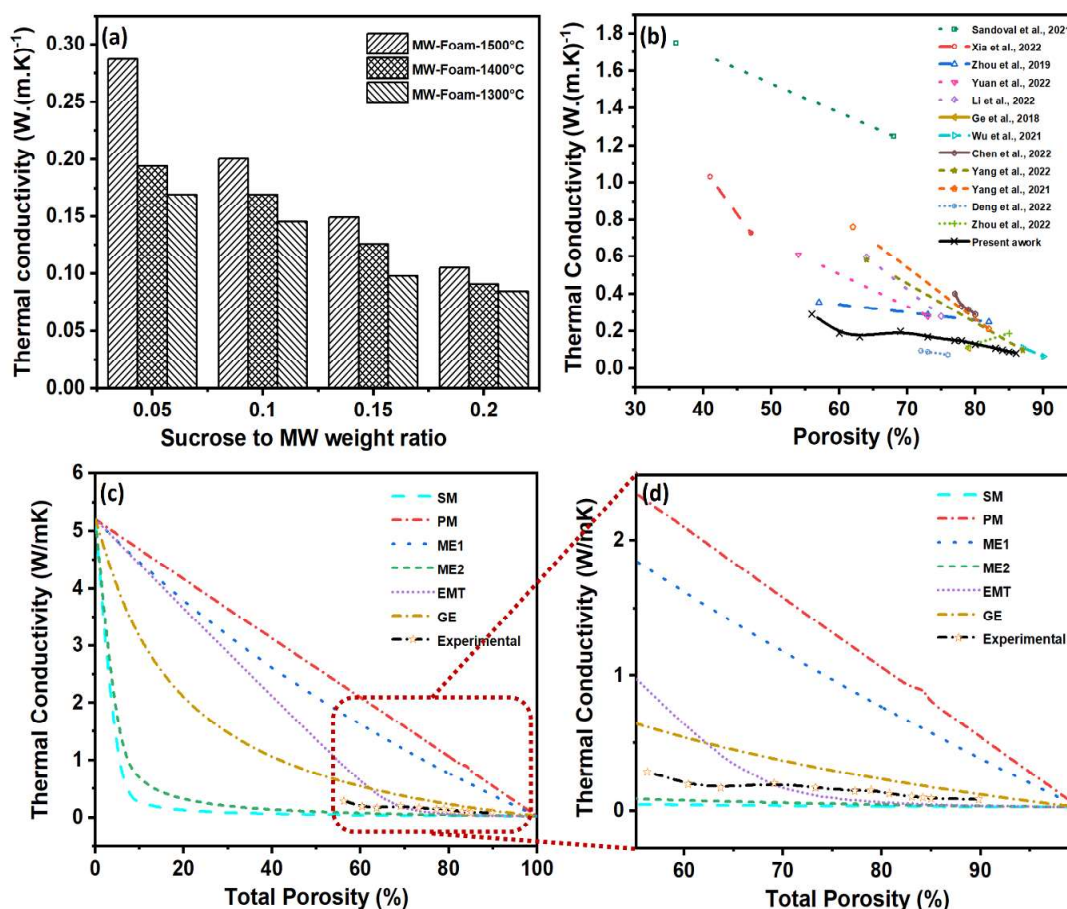 (a)
Thermal conductivity (W.(m.K)⁻¹)
0.30
0.25
0.20
0.15
0.10
0.05
0.00
MW-Foam-1500°C
MW-Foam-1400°C
MW-Foam-1300°C
0.05 0.1 0.15 0.2
Sucrose to MW weight ratio
(b)
Thermal Conductivity (W.(m.K)⁻¹
1.8
1.6
1.4
1.2
1.0
0.8
0.6
0.4
0.2
0.0
Sandoval et al., 2021
Xia et al., 2022
Zhou et al., 2019
Yuan et al., 2022
Li et al., 2022
Ge et al., 2018
Wu et al., 2021
Chen et al., 2022
Yang et al., 2022
Yang et al., 2021
Deng et al., 2022
Zhou et al., 2022
Present awork
30 40 50 60 70 80 90
Porosity (%)
(c)
Thermal Conductivity (W/mK)
6
5
4
3
2
1
0
SM
PM
ME1
ME2
EMT
GE
Experimental
0 20 40 60 80 100
Total Porosity (%)
(d)
Thermal Conductivity (W/mK)
2
1
0
SM
PM
ME1
ME2
EMT
GE
Experimental
60 70 80 90
Total Porosity (%)